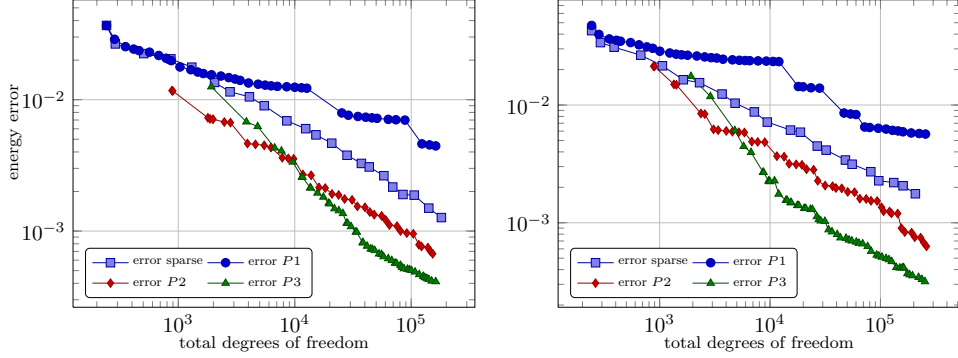 10^{-2}
10^{-3}
energy error
error sparse
error P1
error P2
error P3
10^3
10^4
10^5
total degrees of freedom
10^{-2}
10^{-3}
error sparse
error P1
error P2
error P3
10^3
10^4
10^5
total degrees of freedom